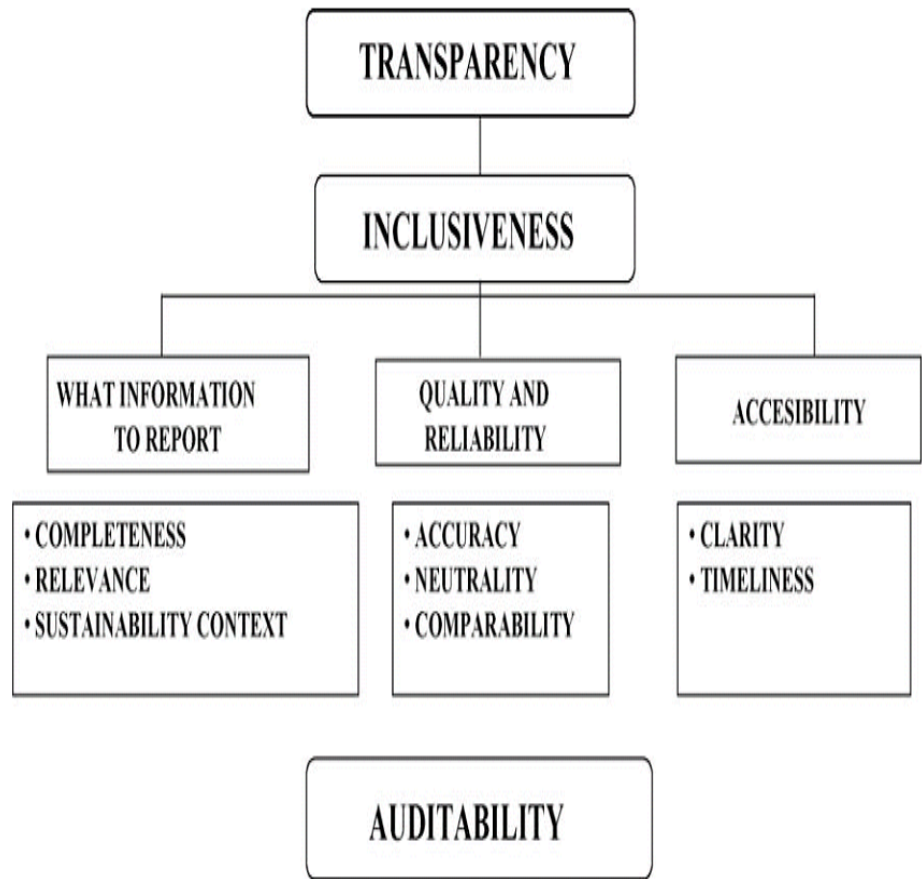 TRANSPARENCY
INCLUSIVENESS
WHAT INFORMATION
TO REPORT
QUALITY AND
RELIABILITY
ACCESIBILITY
• COMPLETENESS
• RELEVANCE
• SUSTAINABILITY CONTEXT
• ACCURACY
• NEUTRALITY
• COMPARABILITY
• CLARITY
• TIMELINESS
AUDITABILITY